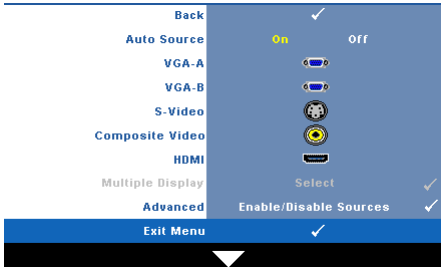 Back
Auto Source On Off
VGA-A
VGA-B
S-Video
Composite Video
HDMI
Multiple Display Select
Advanced Enable/Disable Sources
Exit Menu